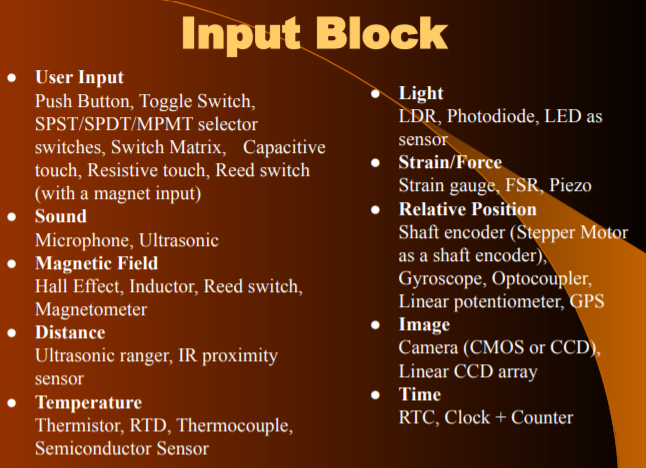 Input Block
● User Input
Push Button, Toggle Switch,
SPST/SPDT/MPMT selector
switches, Switch Matrix, Capacitive
touch, Resistive touch, Reed switch
(with a magnet input)
● Sound
Microphone, Ultrasonic
● Magnetic Field
Hall Effect, Inductor, Reed switch,
Magnetometer
● Distance
Ultrasonic ranger, IR proximity
sensor
● Temperature
Thermistor, RTD, Thermocouple,
Semiconductor Sensor
● Light
LDR, Photodiode, LED as
sensor
● Strain/Force
Strain gauge, FSR, Piezo
● Relative Position
Shaft encoder (Stepper Motor
as a shaft encoder),
Gyroscope, Optocoupler,
Linear potentiometer, GPS
● Image
Camera (CMOS or CCD),
Linear CCD array
● Time
RTC, Clock + Counter